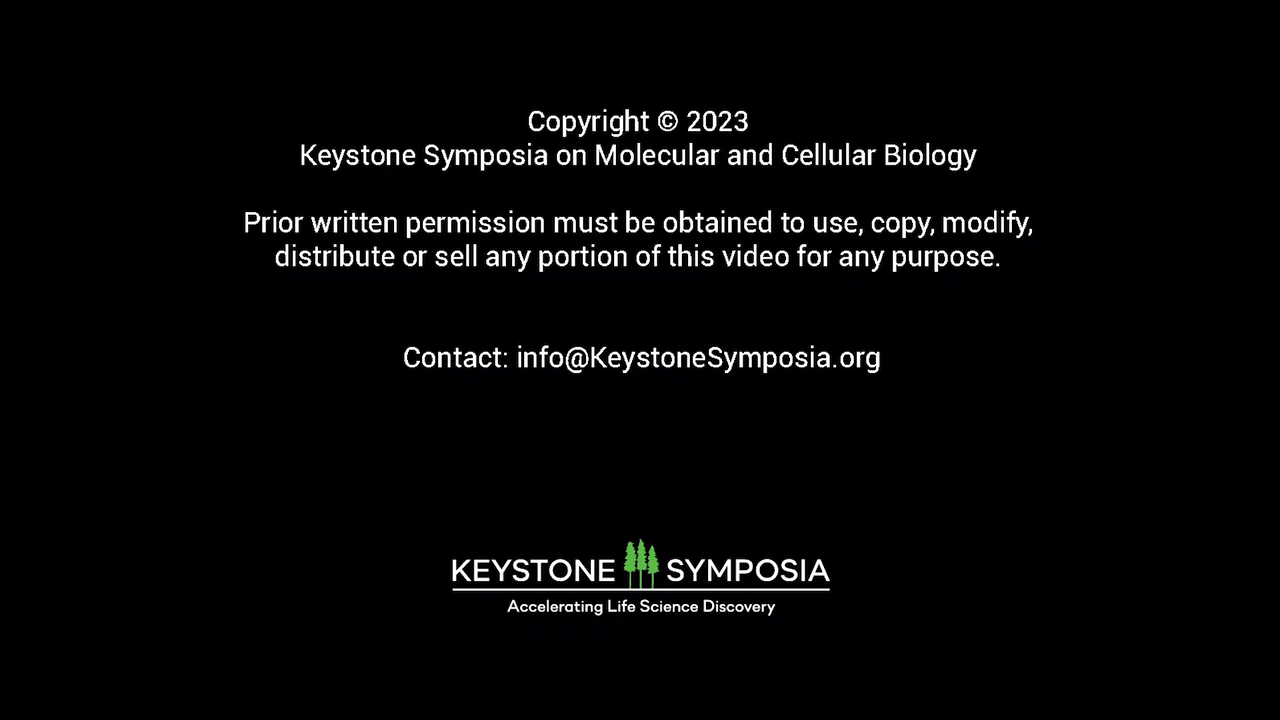 Copyright © 2023
Keystone Symposia on Molecular and Cellular Biology
Prior written permission must be obtained to use, copy, modify,
distribute or sell any portion of this video for any purpose.
Contact: info@KeystoneSymposia.org
KEYSTONE SYMPOSIA
Accelerating Life Science Discovery